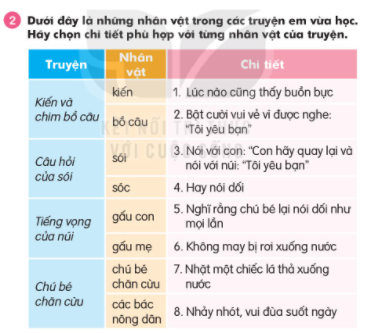 2 Dưới đây là những nhân vật trong các truyện em vừa học.
Hãy chọn chi tiết phù hợp với từng nhân vật của truyện.
Truyện
Nhân
vật
Chi tiết
Kiến và
chim bồ câu
kiến
1. Lúc nào cũng thấy buồn bực
bồ câu
2. Bật cười vui vẻ vì được nghe:
“Tôi yêu bạn”
Câu hỏi
của sói
sói
3. Nói với con: “Con hãy quay lại và
nói với núi: “Tôi yêu bạn”
sóc
4. Hay nói dối
Tiếng vọng
của núi
gấu con
5. Nghĩ rằng chú bé lại nói dối như
mọi lần
gấu mẹ
6. Không may bị rơi xuống nước
Chú bé
chăn cừu
chú bé
chăn cừu
7. Nhặt một chiếc lá thả xuống
nước
các bác
nông dân
8. Nhảy nhót, vui đùa suốt ngày
KẾT NỐI TRI THỨC
VỚI CUỘC SỐNG